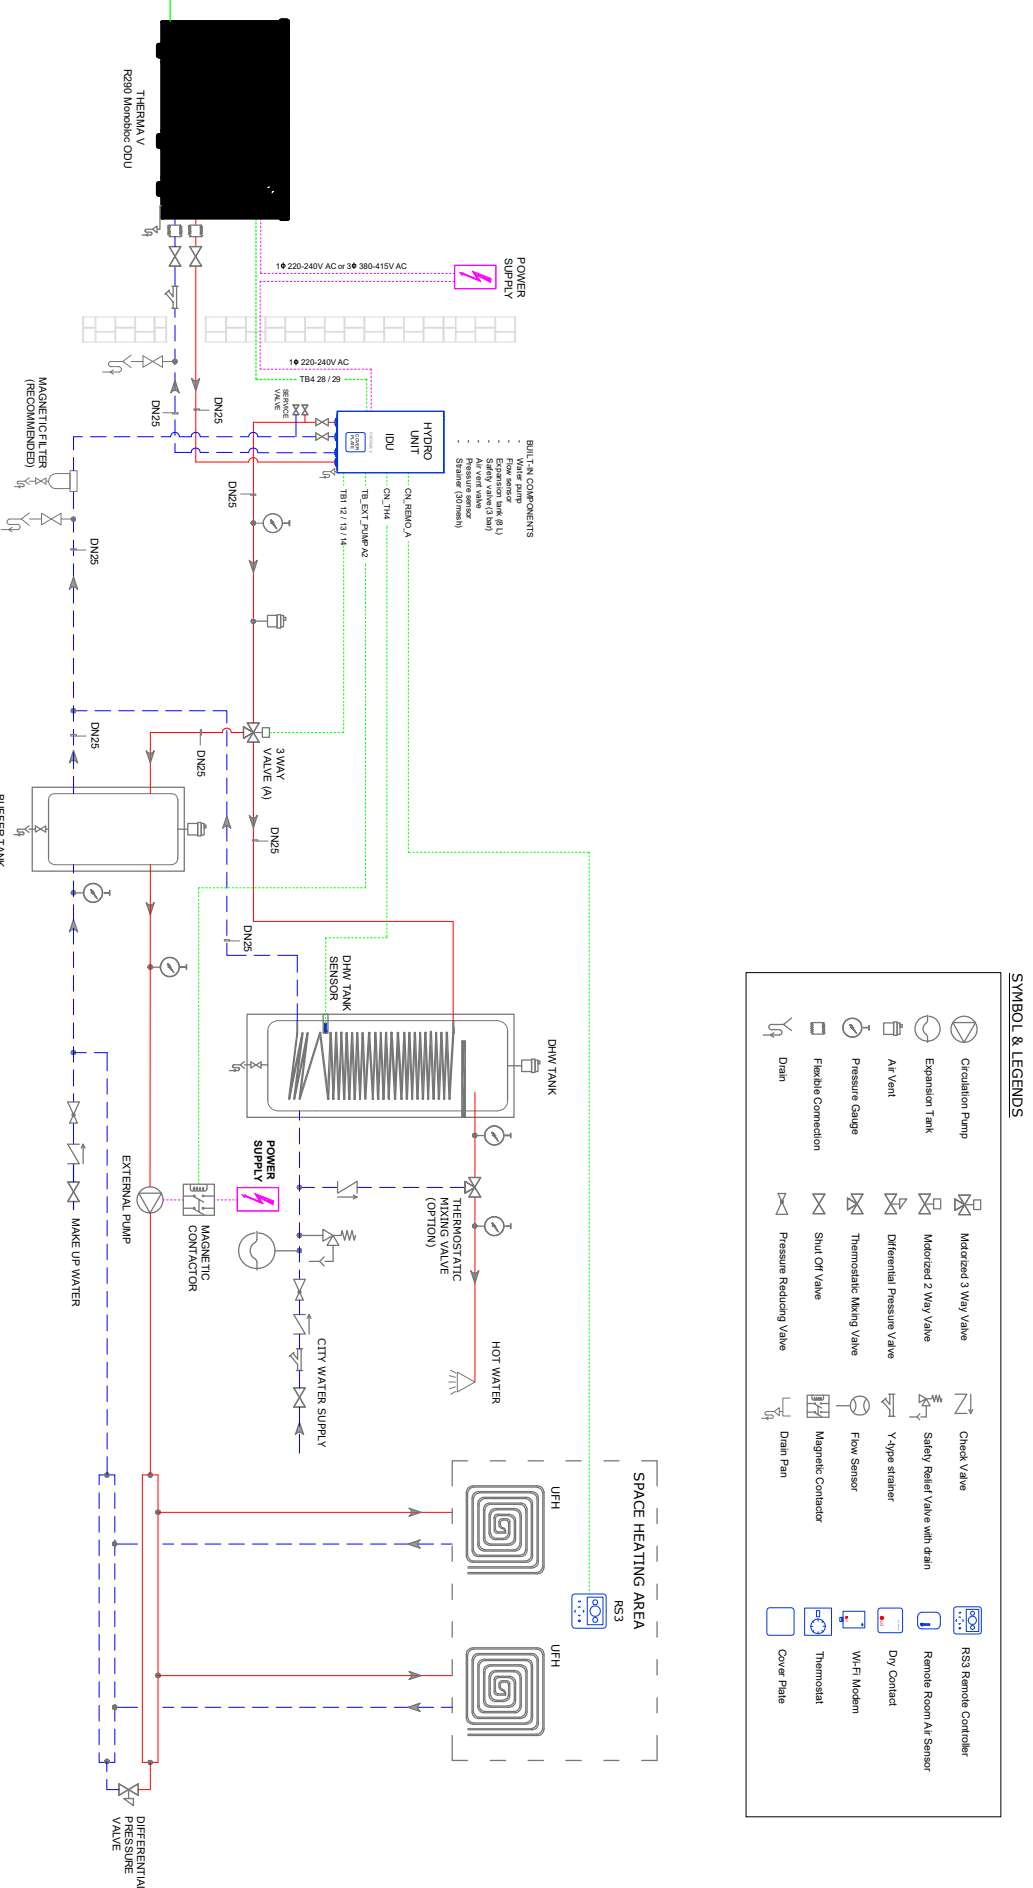 SYMBOL & LEGENDS
Circulation Pump
Expansion Tank
Air Vent
Pressure Gauge
Flexible Connection
Drain
Motorized 3 Way Valve
Motorized 2 Way Valve
Differential Pressure Valve
Thermostatic Mixing Valve
Shut Off Valve
Pressure Reducing Valve
Check Valve
Safety Relief Valve with drain
Y-type strainer
Flow Sensor
Magnetic Contactor
Drain Pan
RS3 Remote Controller
Remote Room Air Sensor
Dry Contact
Wi-Fi Modem
Thermostat
Cover Plate
THERMA V
R290 Monobloc ODU
POWER
SUPPLY
1Φ 220-240V AC or 3Φ 380-415V AC
1Φ 220-240V AC
TB4 28 / 29
BUILT-IN COMPONENTS
- Water pump
- Flow sensor
- Expansion tank (8 L)
- Safety valve (3 bar)
- Air vent valve
- Pressure sensor
- Strainer (30 mesh)
HYDRO
UNIT
IDU
THERMA V
COVER
PLATE
SERVICE
VALVE
CN_REMO_A
CN_TH4
TB_EXT_PUMP A2
TB1 12 / 13 / 14
DN25
DN25
DN25
MAGNETIC FILTER
(RECOMMENDED)
DN25
DN25
DN25
3 WAY
VALVE (A)
DN25
DN25
BUFFER TANK
DHW TANK
SENSOR
DHW TANK
POWER
SUPPLY
MAGNETIC
CONTACTOR
EXTERNAL PUMP
MAKE UP WATER
THERMOSTATIC
MIXING VALVE
(OPTION)
HOT WATER
CITY WATER SUPPLY
SPACE HEATING AREA
UFH
RS3
UFH
DIFFERENTIAL
PRESSURE
VALVE